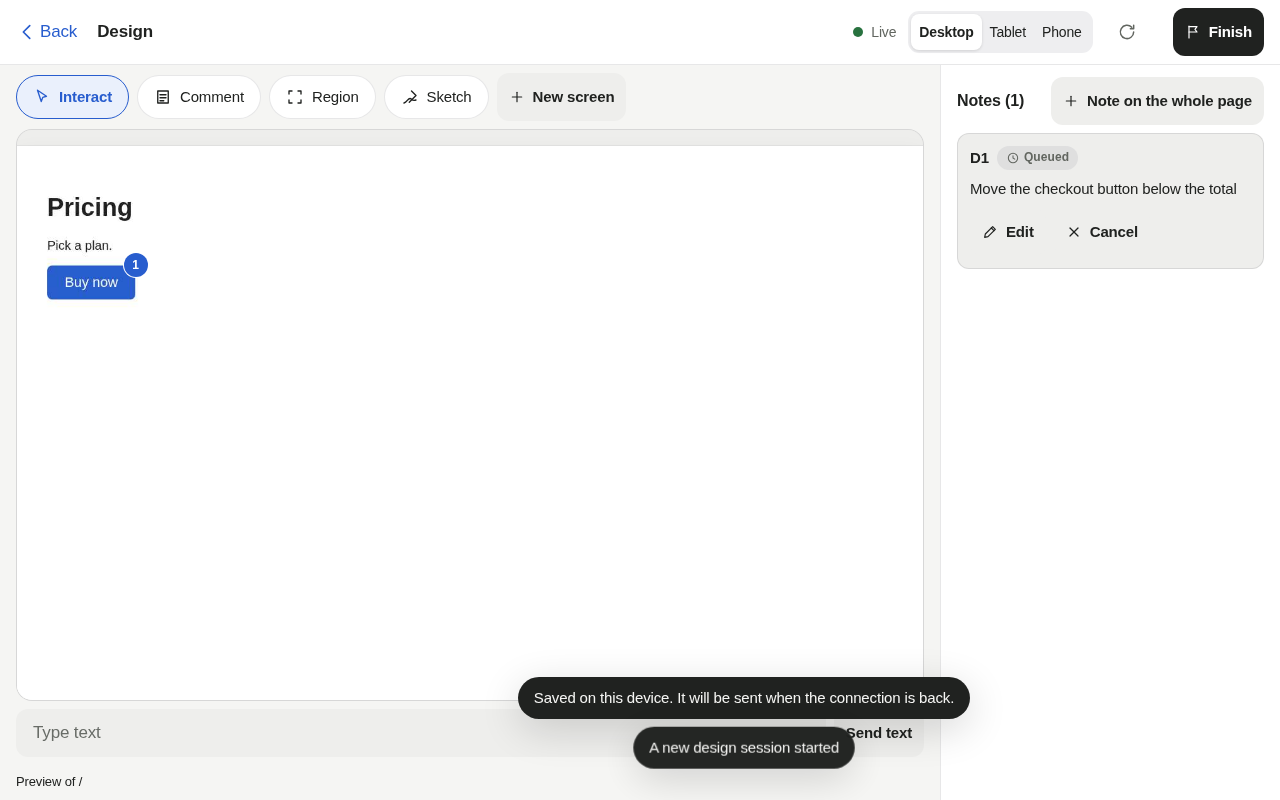 Back
Design
Live
Desktop
Tablet
Phone
Finish
Interact
Comment
Region
Sketch
New screen
Notes (1)
Note on the whole page
D1
Queued
Move the checkout button below the total
Edit
Cancel
Pricing
Pick a plan.
1
Buy now
Saved on this device. It will be sent when the connection is back.
Type text
Send text
A new design session started
Preview of /